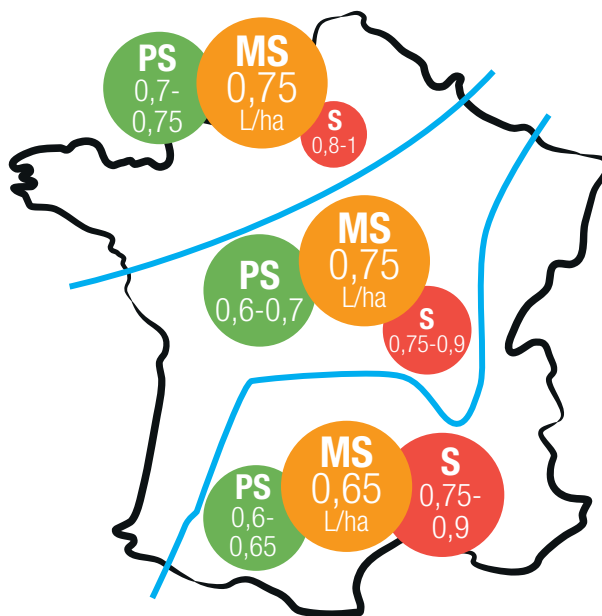 PS
0,7-
0,75
MS
0,75
L/ha
S
0,8-1
PS
0,6-0,7
MS
0,75
L/ha
S
0,75-0,9
PS
0,6-
0,65
MS
0,65
L/ha
S
0,75-
0,9